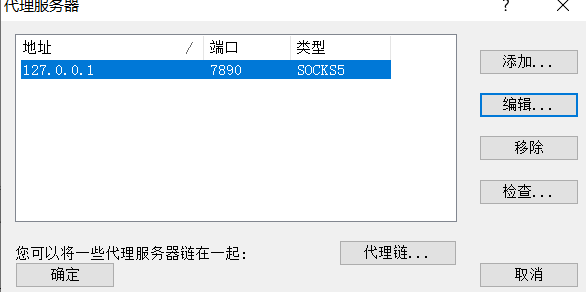 代理服务器 ?
地址 / 端口 类型
127.0.0.1 7890 SOCKS5
添加...
编辑...
移除
检查...
您可以将一些代理服务器链在一起:
代理链...
确定
取消